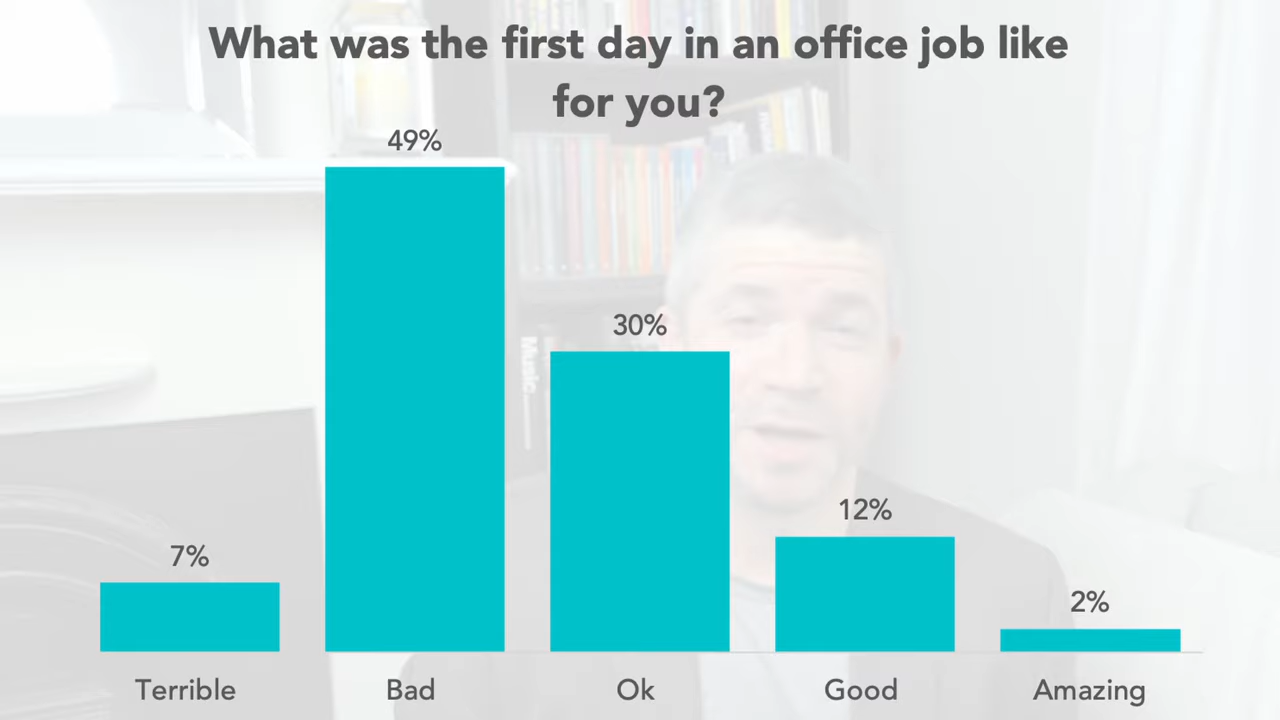 What was the first day in an office job like
for you?
49%
30%
12%
7%
2%
Terrible Bad Ok Good Amazing
Music